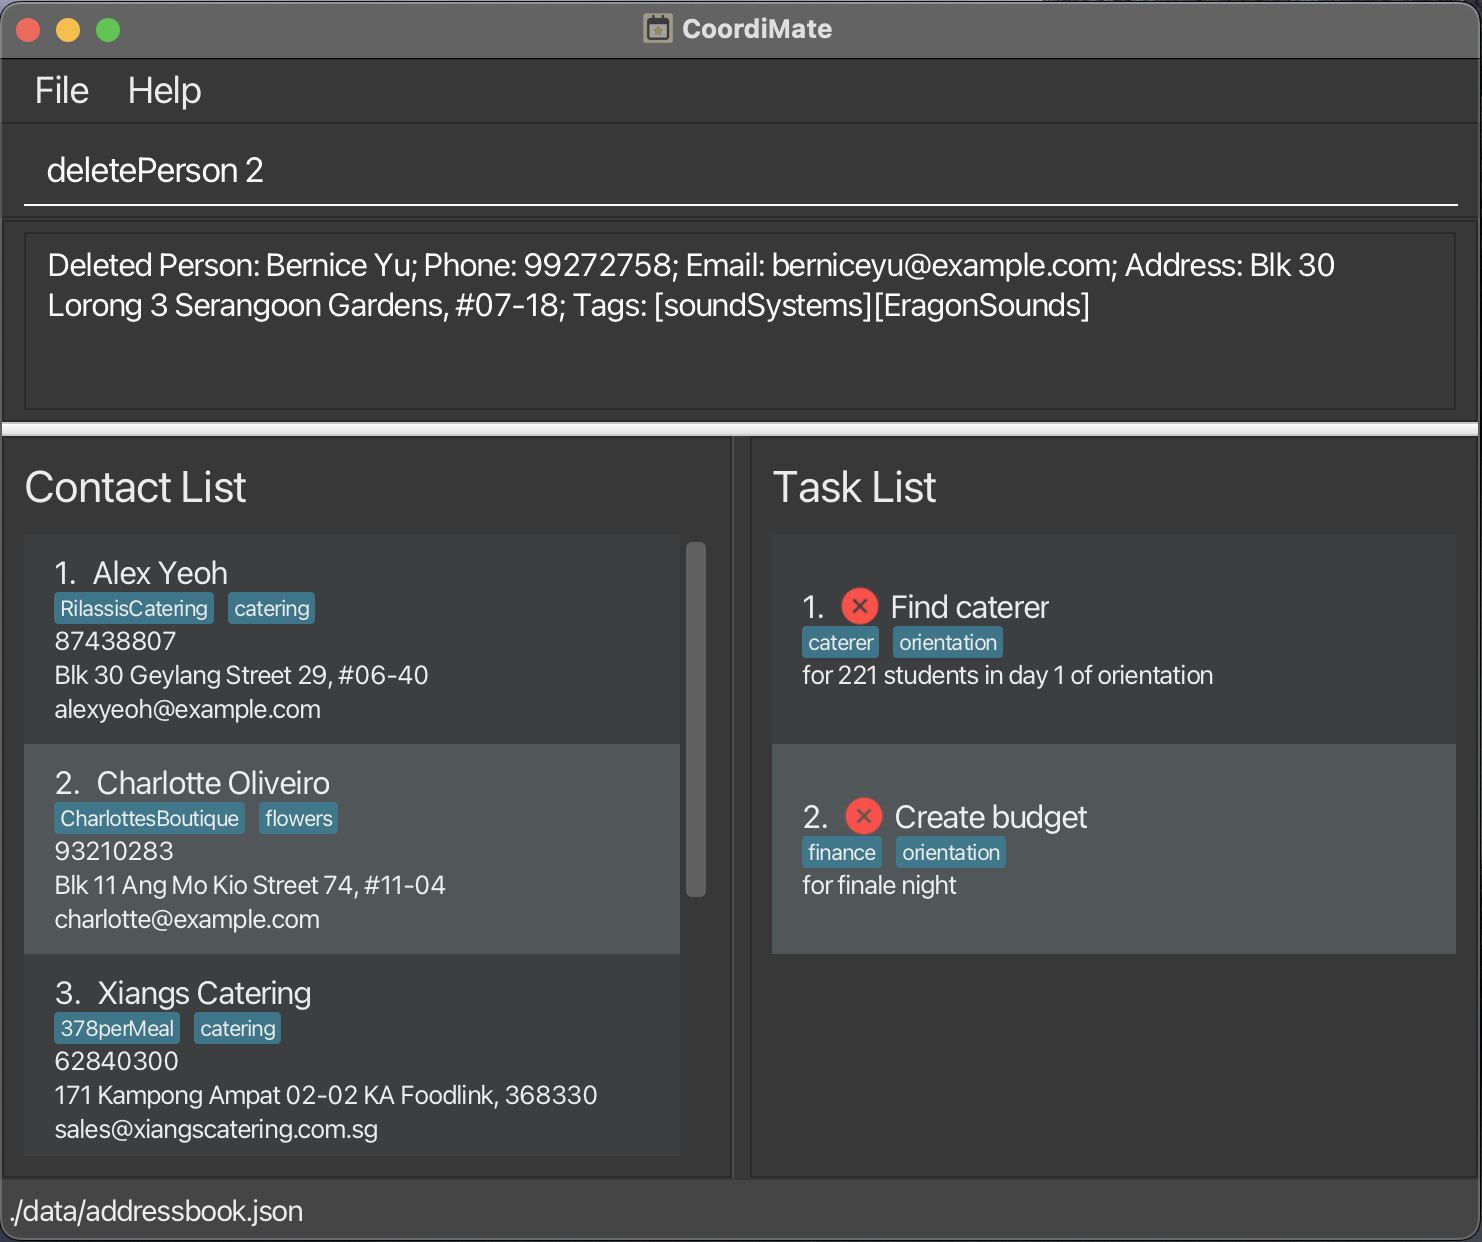 CoordiMate
File Help
deletePerson 2
Deleted Person: Bernice Yu; Phone: 99272758; Email: berniceyu@example.com; Address: Blk 30
Lorong 3 Serangoon Gardens, #07-18; Tags: [soundSystems][EragonSounds]
Contact List
1. Alex Yeoh
RilassisCatering catering
87438807
Blk 30 Geylang Street 29, #06-40
alexyeoh@example.com
2. Charlotte Oliveiro
CharlottesBoutique flowers
93210283
Blk 11 Ang Mo Kio Street 74, #11-04
charlotte@example.com
3. Xiangs Catering
378perMeal catering
62840300
171 Kampong Ampat 02-02 KA Foodlink, 368330
sales@xiangscatering.com.sg
Task List
1. Find caterer
caterer orientation
for 221 students in day 1 of orientation
2. Create budget
finance orientation
for finale night
./data/addressbook.json